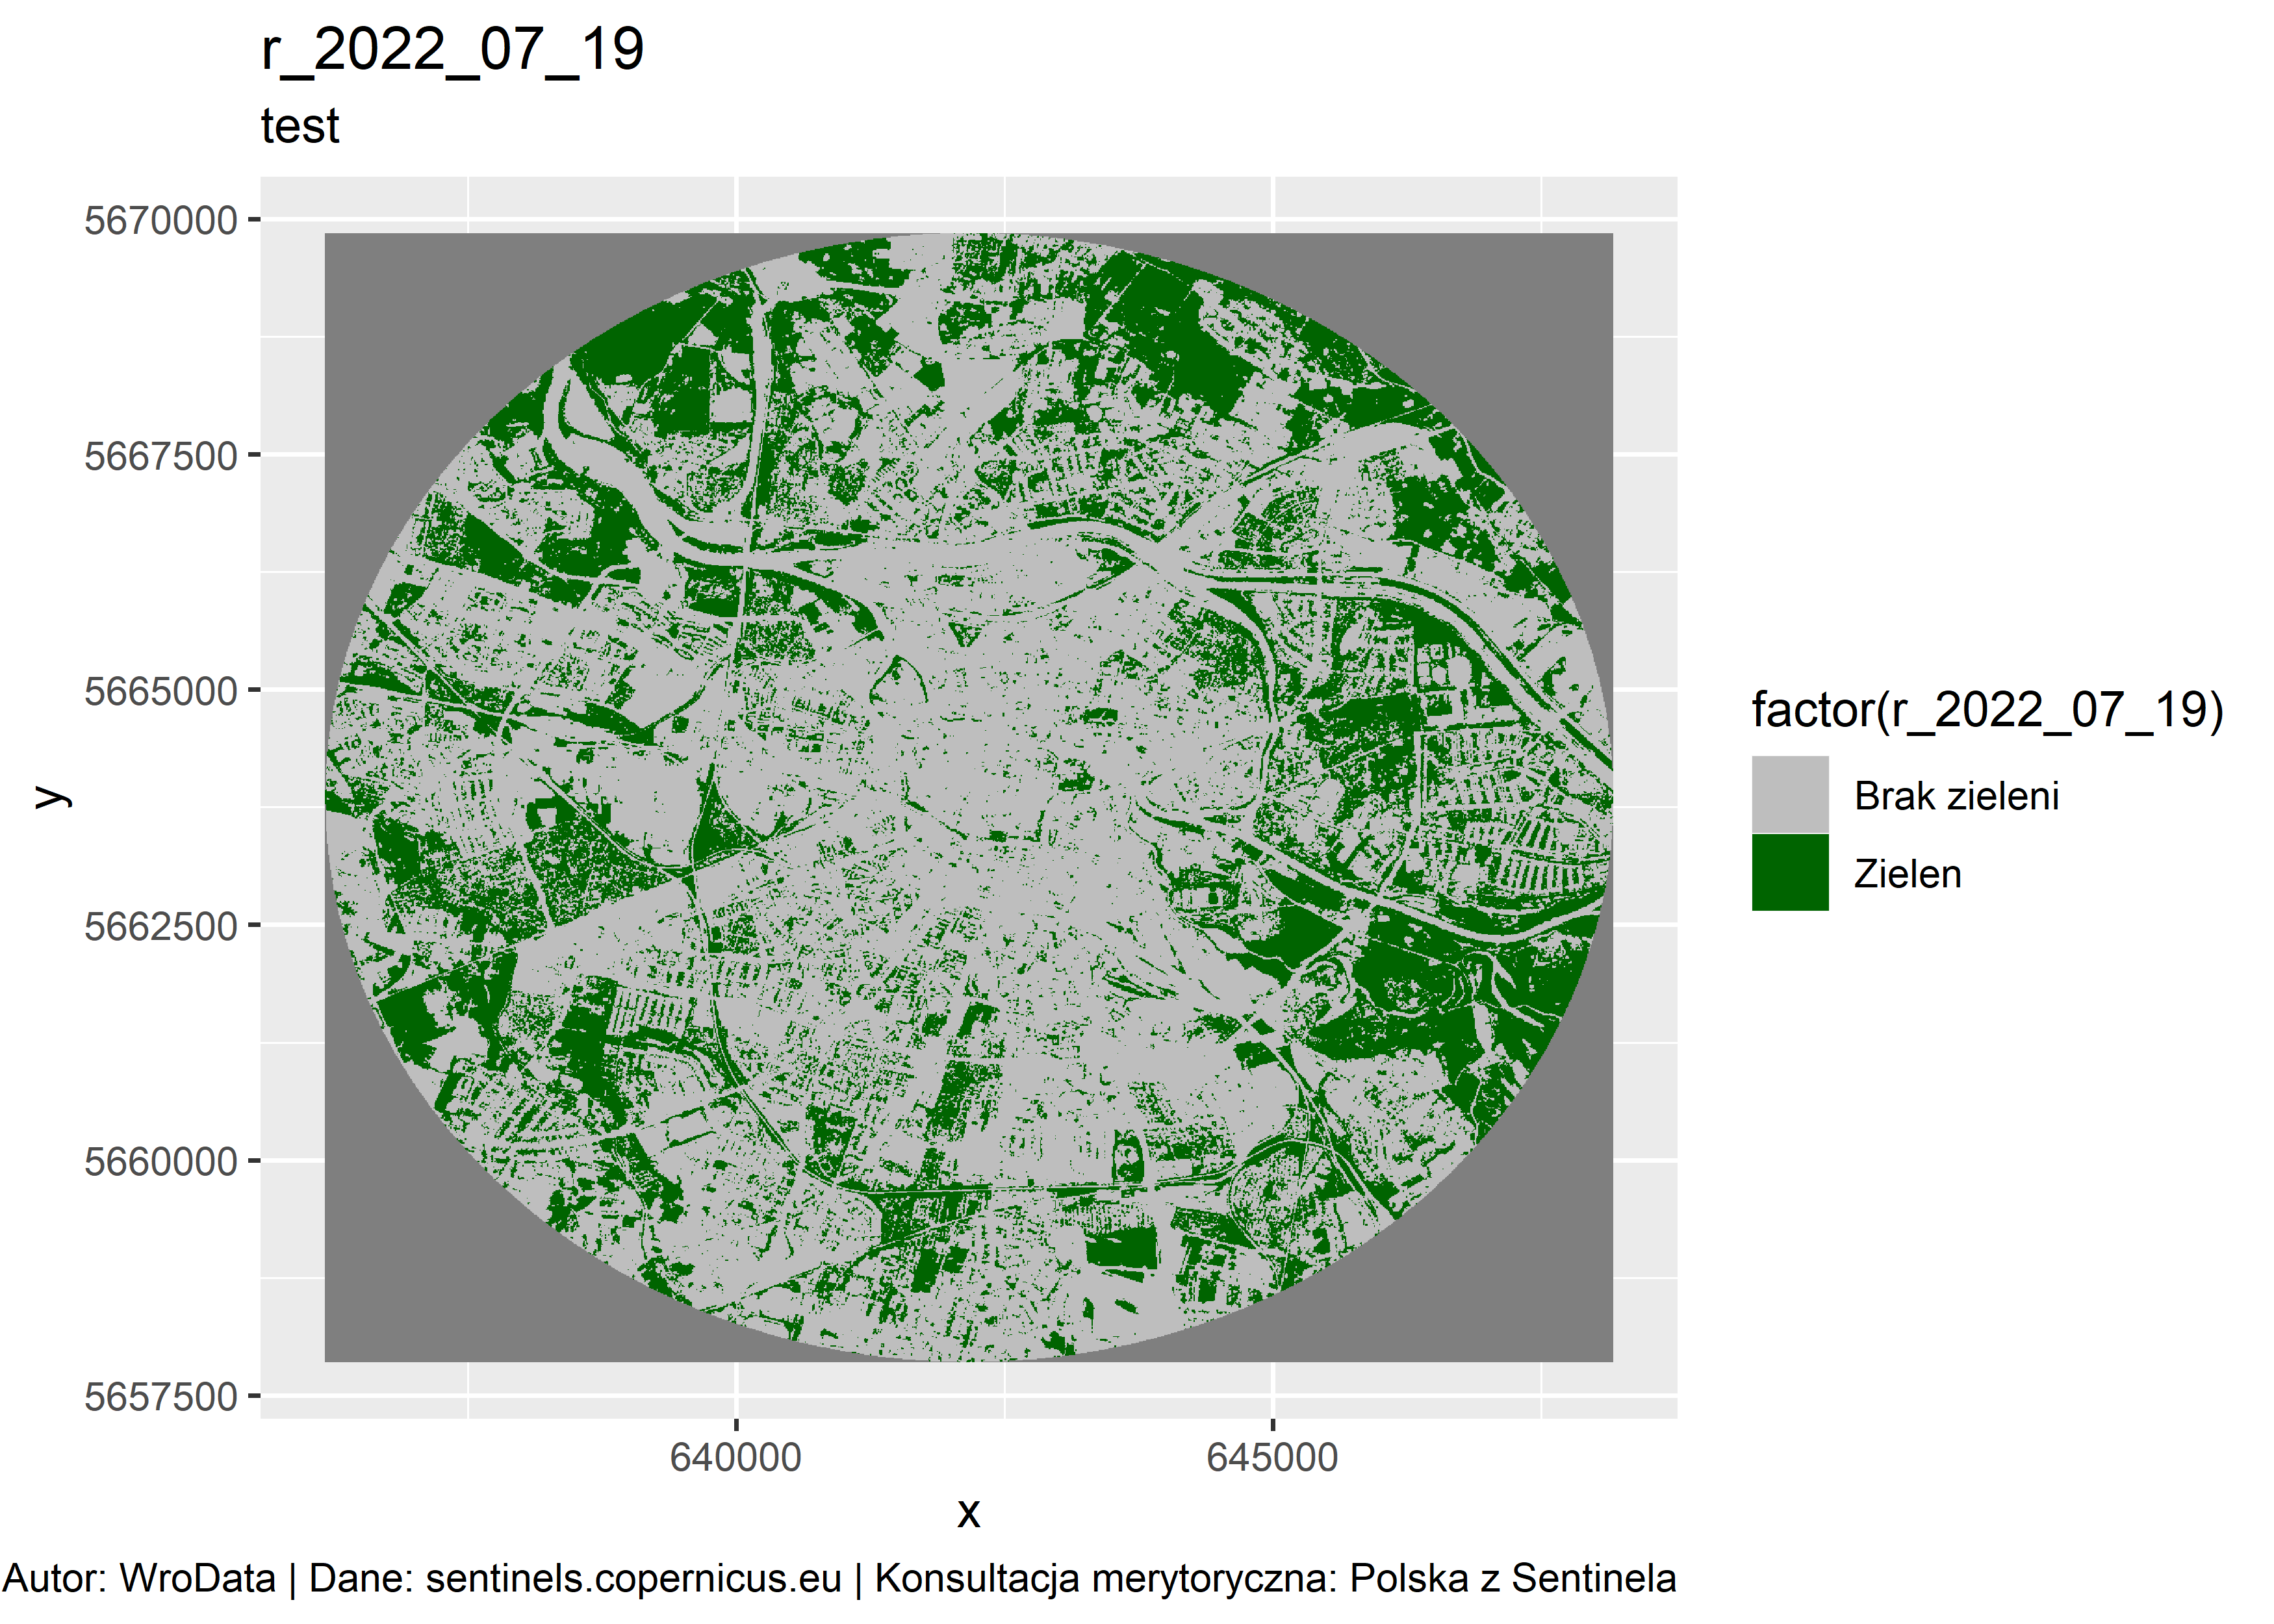 r_2022_07_19
test
5670000
5667500
5665000
5662500
5660000
5657500
y
640000
645000
x
factor(r_2022_07_19)
Brak zieleni
Zielen
Autor: WroData | Dane: sentinels.copernicus.eu | Konsultacja merytoryczna: Polska z Sentinela